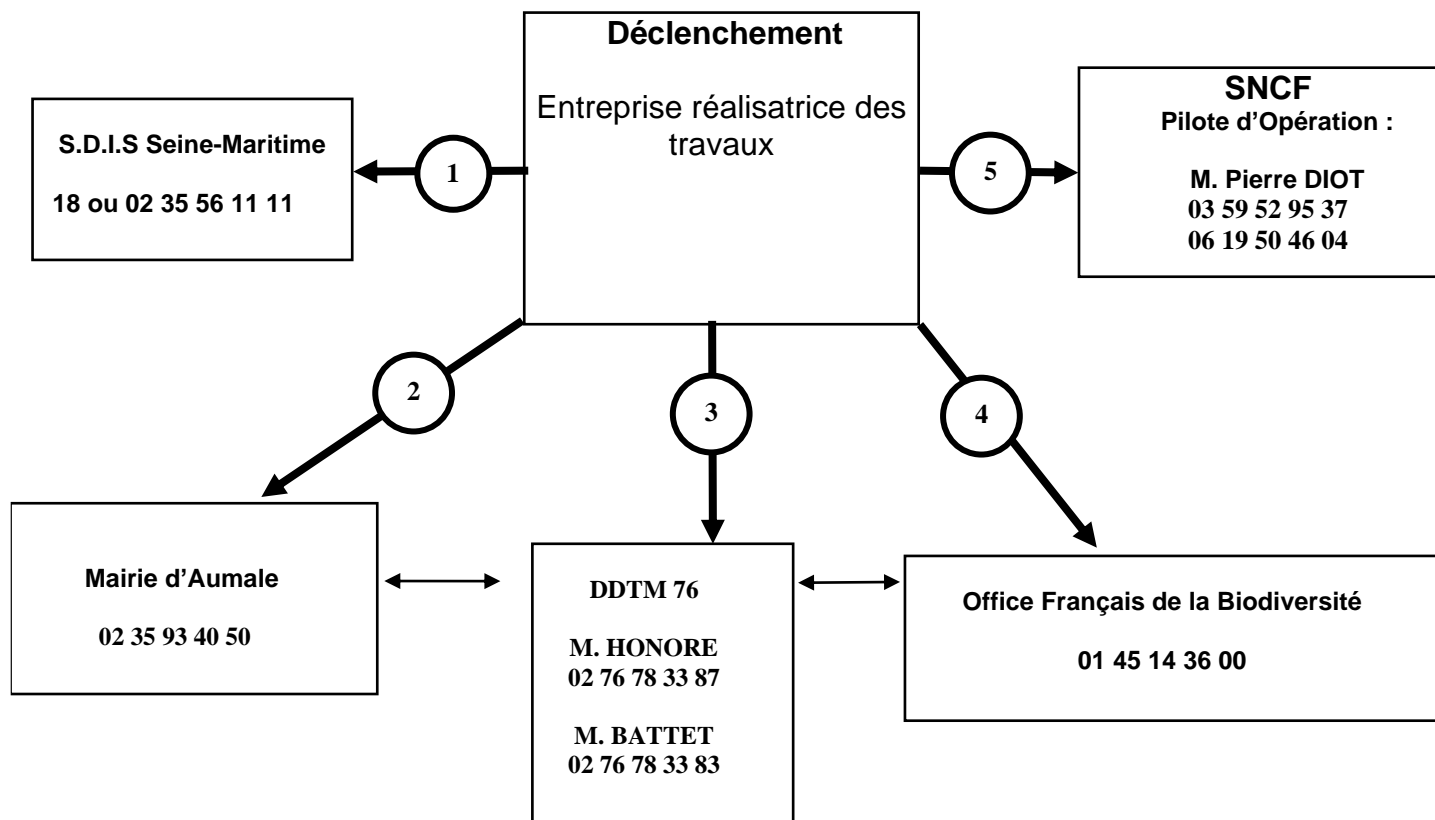 Déclenchement
Entreprise réalisatrice des
travaux
S.D.I.S Seine-Maritime
18 ou 02 35 56 11 11
1
5
SNCF
Pilote d’Opération :
M. Pierre DIOT
03 59 52 95 37
06 19 50 46 04
2
3
4
Mairie d’Aumale
02 35 93 40 50
DDTM 76
M. HONORE
02 76 78 33 87
M. BATTET
02 76 78 33 83
Office Français de la Biodiversité
01 45 14 36 00